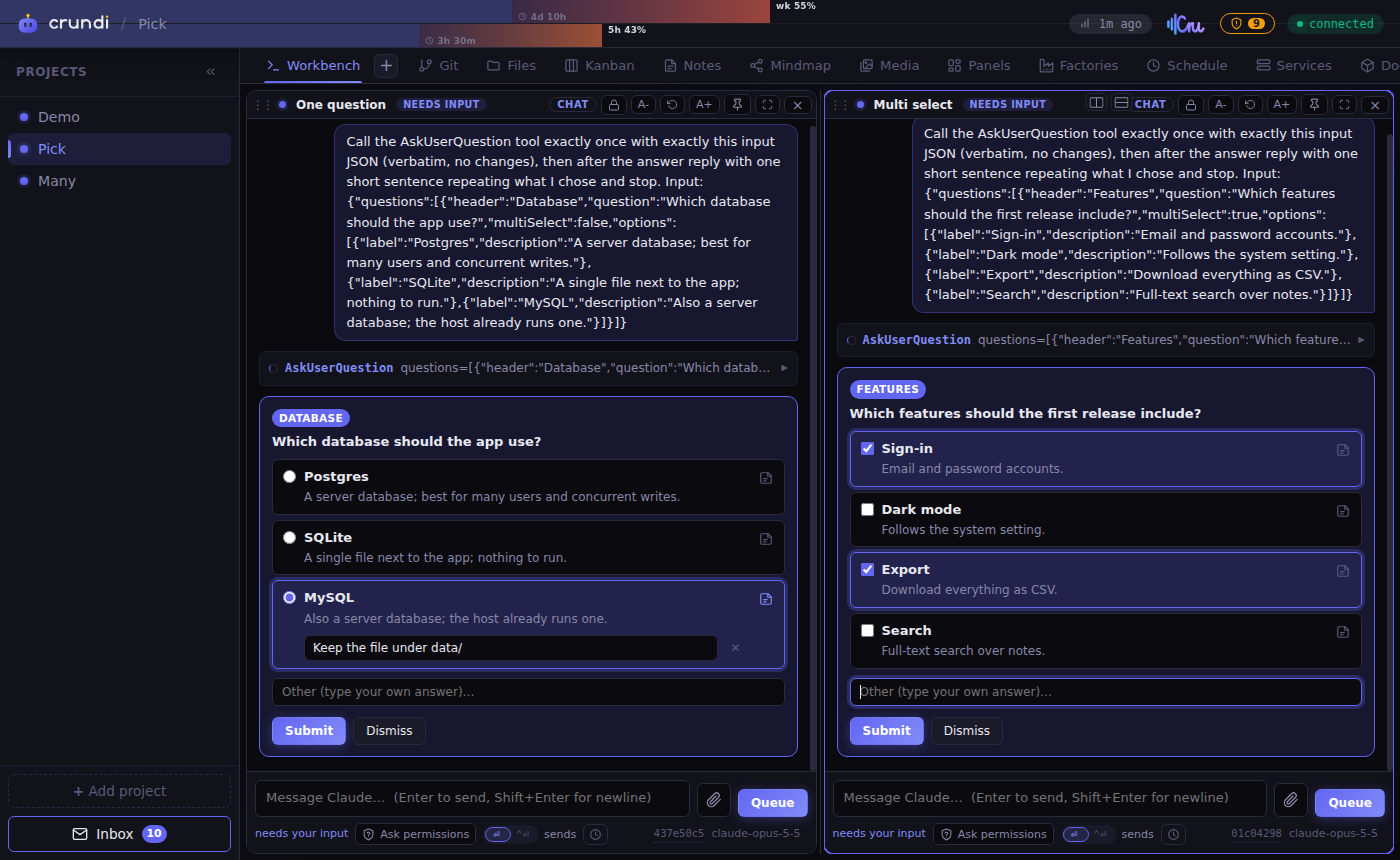 crundi / Pick
4d 10h
wk 55%
3h 30m
5h 43%
1m ago
Cru
9
connected
PROJECTS
«
Demo
Pick
Many
+ Add project
Inbox 10
Workbench
+
Git
Files
Kanban
Notes
Mindmap
Media
Panels
Factories
Schedule
Services
Do
One question NEEDS INPUT CHAT A- A+ ×
Call the AskUserQuestion tool exactly once with exactly this input
JSON (verbatim, no changes), then after the answer reply with one
short sentence repeating what I chose and stop. Input:
{"questions":[{"header":"Database","question":"Which database
should the app use?","multiSelect":false,"options":
[{"label":"Postgres","description":"A server database; best for
many users and concurrent writes."},
{"label":"SQLite","description":"A single file next to the app;
nothing to run."},{"label":"MySQL","description":"Also a server
database; the host already runs one."}]}]}
AskUserQuestion questions=[{"header":"Database","question":"Which datab…
DATABASE
Which database should the app use?
Postgres
A server database; best for many users and concurrent writes.
SQLite
A single file next to the app; nothing to run.
MySQL
Also a server database; the host already runs one.
Keep the file under data/ ×
Other (type your own answer)…
Submit Dismiss
Message Claude… (Enter to send, Shift+Enter for newline)
Queue
needs your input Ask permissions ⏎ ^⏎ sends 437e50c5 claude-opus-5-5
Multi select NEEDS INPUT CHAT A- A+ ×
Call the AskUserQuestion tool exactly once with exactly this input
JSON (verbatim, no changes), then after the answer reply with one
short sentence repeating what I chose and stop. Input:
{"questions":[{"header":"Features","question":"Which features
should the first release include?","multiSelect":true,"options":
[{"label":"Sign-in","description":"Email and password accounts."},
{"label":"Dark mode","description":"Follows the system setting."},
{"label":"Export","description":"Download everything as CSV."},
{"label":"Search","description":"Full-text search over notes."}]}]}
AskUserQuestion questions=[{"header":"Features","question":"Which feature…
FEATURES
Which features should the first release include?
Sign-in
Email and password accounts.
Dark mode
Follows the system setting.
Export
Download everything as CSV.
Search
Full-text search over notes.
Other (type your own answer)…
Submit Dismiss
Message Claude… (Enter to send, Shift+Enter for newline)
Queue
needs your input Ask permissions ⏎ ^⏎ sends 01c04298 claude-opus-5-5